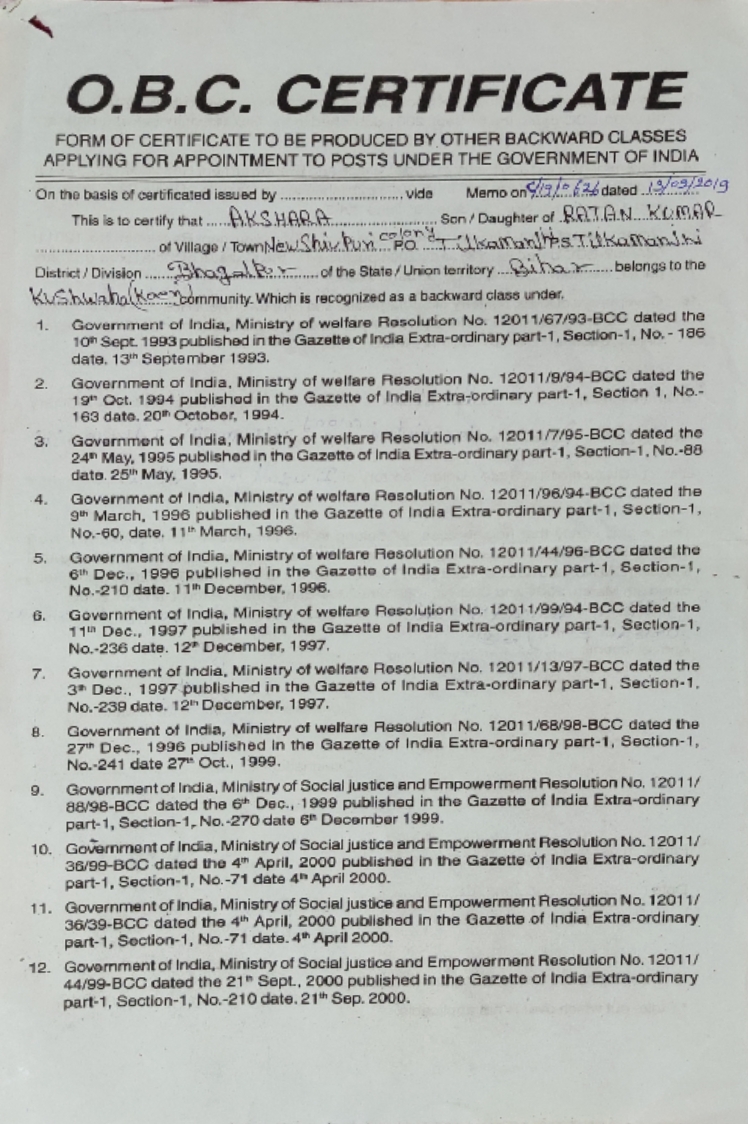 O.B.C. CERTIFICATE
FORM OF CERTIFICATE TO BE PRODUCED BY OTHER BACKWARD CLASSES
APPLYING FOR APPOINTMENT TO POSTS UNDER THE GOVERNMENT OF INDIA
On the basis of certificated issued by .............................. vide Memo on dated 13/09/2019
This is to certify that ..... AKSHARA ..................... Son / Daughter of RATAN KUMAR
......................... of Village / Town New Shiv Puri colony P.O. Tilkamanjhi P.S Tilkamanjhi
District / Division ..... Bhagalpur ..... of the State / Union territory .. Bihar ..... belongs to the
Kushwaha (Koeri) community. Which is recognized as a backward class under.
1. Government of India, Ministry of welfare Resolution No. 12011/67/93-BCC dated the
10th Sept. 1993 published in the Gazette of India Extra-ordinary part-1, Section-1, No. - 186
date. 13th September 1993.
2. Government of India, Ministry of welfare Resolution No. 12011/9/94-BCC dated the
19th Oct. 1994 published in the Gazette of India Extra-ordinary part-1, Section 1, No.-
163 date. 20th October, 1994.
3. Government of India, Ministry of welfare Resolution No. 12011/7/95-BCC dated the
24th May, 1995 published in the Gazette of India Extra-ordinary part-1, Section-1, No.-88
date. 25th May, 1995.
4. Government of India, Ministry of welfare Resolution No. 12011/96/94-BCC dated the
9th March, 1996 published in the Gazette of India Extra-ordinary part-1, Section-1,
No.-60, date. 11th March, 1996.
5. Government of India, Ministry of welfare Resolution No. 12011/44/96-BCC dated the
6th Dec., 1996 published in the Gazette of India Extra-ordinary part-1, Section-1,
No.-210 date. 11th December, 1996.
6. Government of India, Ministry of welfare Resolution No. 12011/99/94-BCC dated the
11th Dec., 1997 published in the Gazette of India Extra-ordinary part-1, Section-1,
No.-236 date. 12th December, 1997.
7. Government of India, Ministry of welfare Resolution No. 12011/13/97-BCC dated the
3th Dec., 1997 published in the Gazette of India Extra-ordinary part-1, Section-1,
No.-239 date. 12th December, 1997.
8. Government of India, Ministry of welfare Resolution No. 12011/68/98-BCC dated the
27th Dec., 1996 published in the Gazette of India Extra-ordinary part-1, Section-1,
No.-241 date 27th Oct., 1999.
9. Government of India, Ministry of Social justice and Empowerment Resolution No. 12011/
88/98-BCC dated the 6th Dec., 1999 published in the Gazette of India Extra-ordinary
part-1, Section-1, No.-270 date 6th December 1999.
10. Government of India, Ministry of Social justice and Empowerment Resolution No. 12011/
36/99-BCC dated the 4th April, 2000 published in the Gazette of India Extra-ordinary
part-1, Section-1, No.-71 date 4th April 2000.
11. Government of India, Ministry of Social justice and Empowerment Resolution No. 12011/
36/39-BCC dated the 4th April, 2000 published in the Gazette of India Extra-ordinary
part-1, Section-1, No.-71 date. 4th April 2000.
12. Government of India, Ministry of Social justice and Empowerment Resolution No. 12011/
44/99-BCC dated the 21th Sept., 2000 published in the Gazette of India Extra-ordinary
part-1, Section-1, No.-210 date. 21th Sep. 2000.